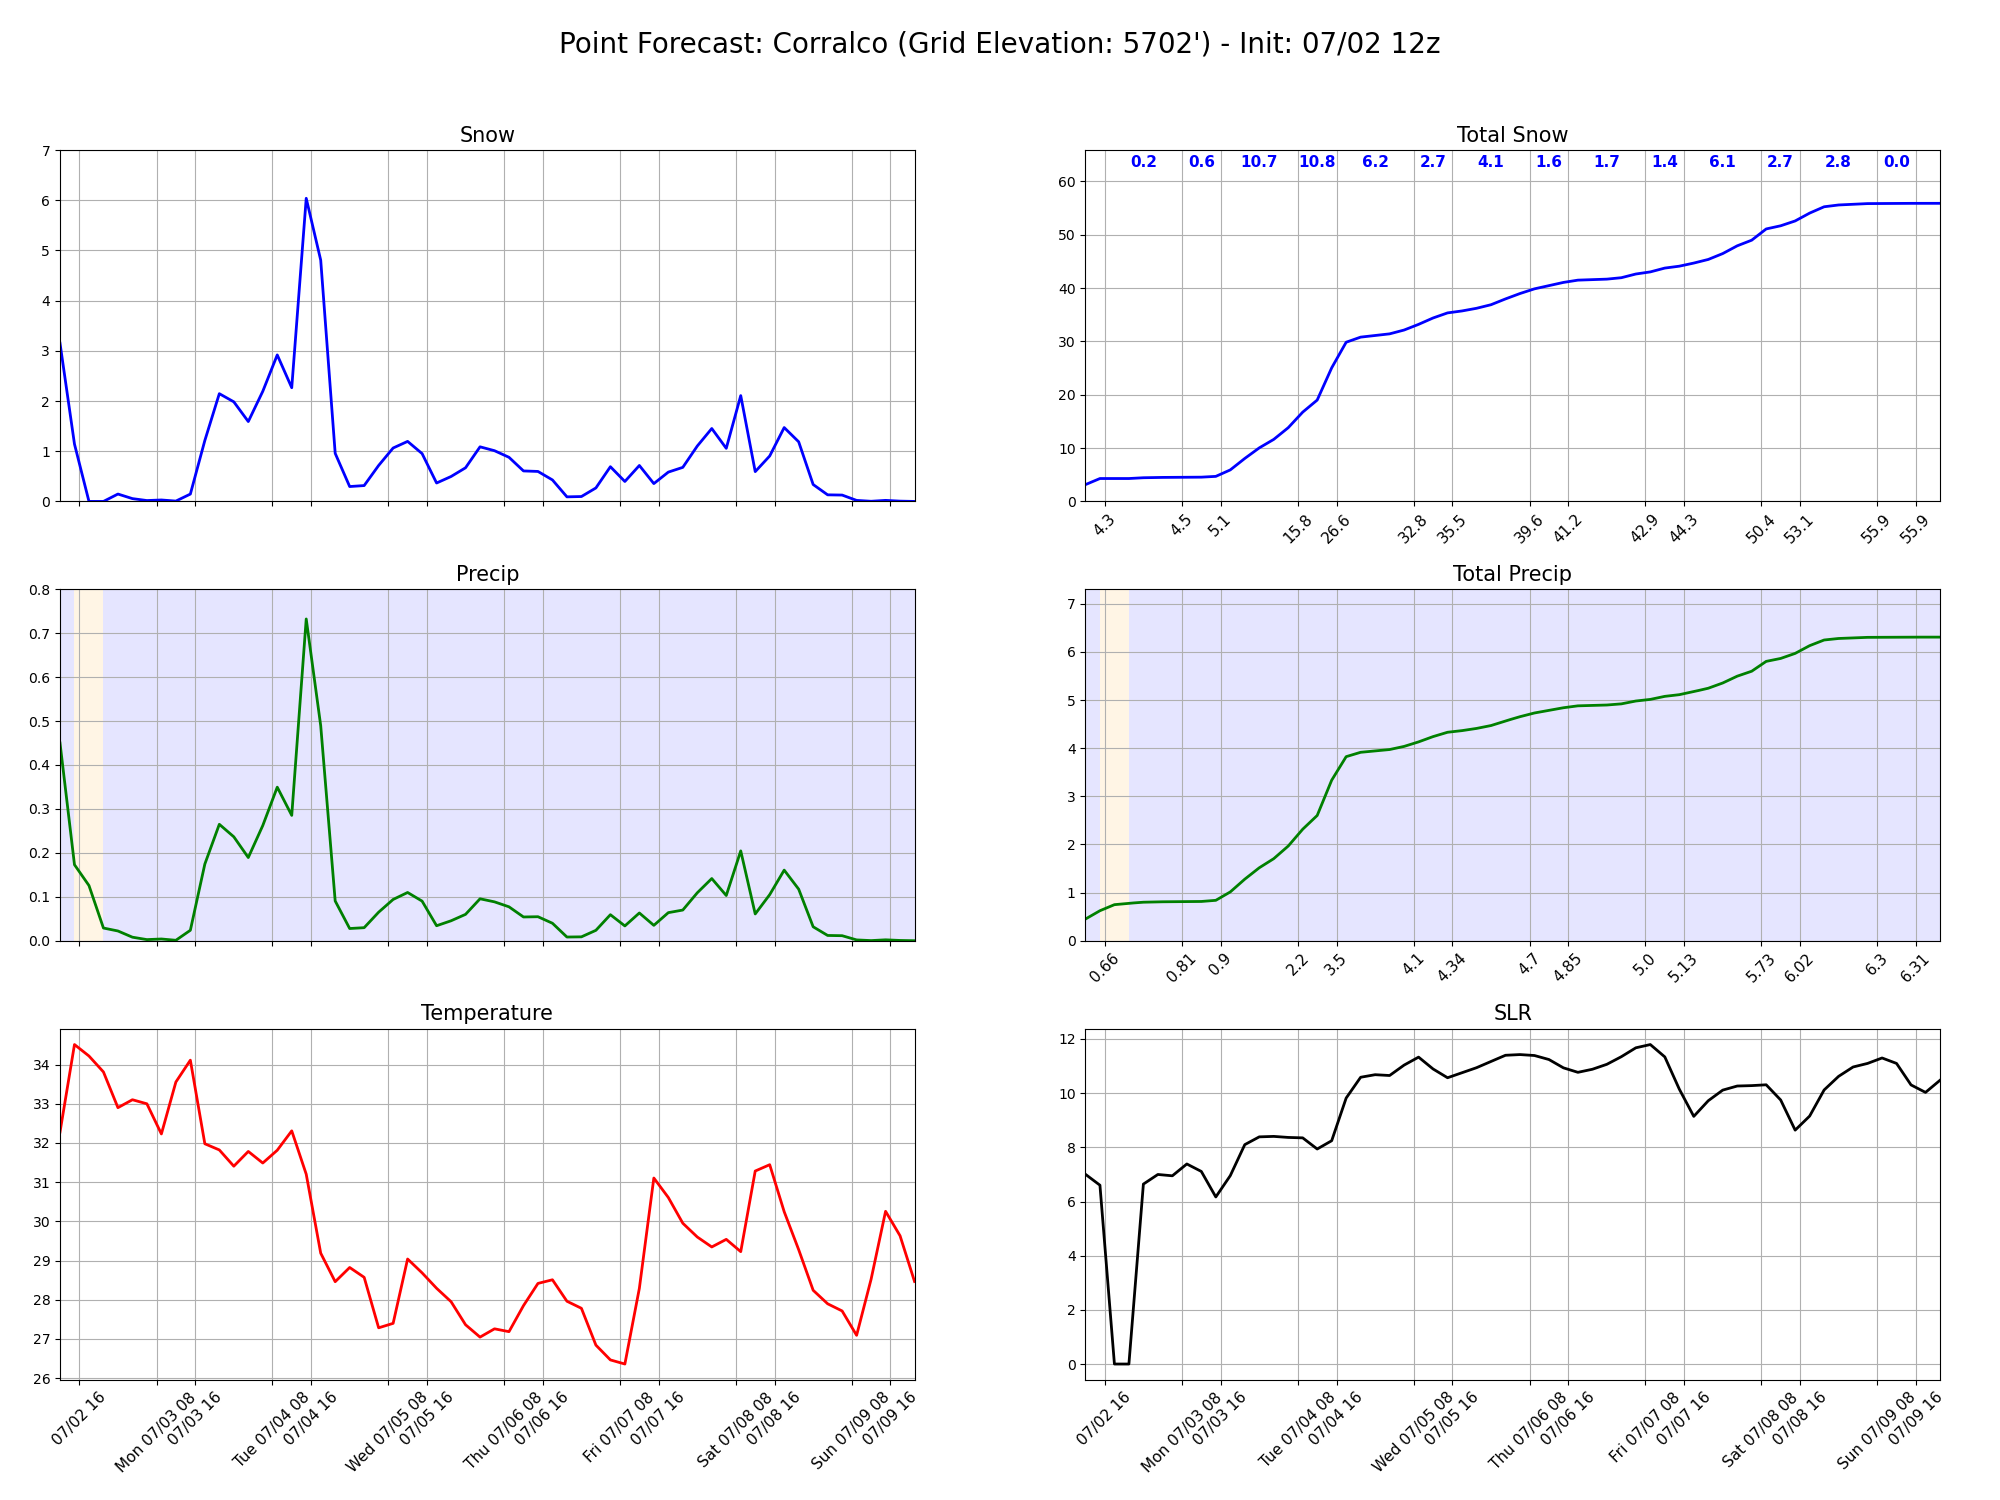 Point Forecast: Corralco (Grid Elevation: 5702') - Init: 07/02 12z
Snow
7
6
5
4
3
2
1
0
Total Snow
0.2 0.6 10.7 10.8 6.2 2.7 4.1 1.6 1.7 1.4 6.1 2.7 2.8 0.0
60
50
40
30
20
10
0
4.3 4.5 5.1 15.8 26.6 32.8 35.5 39.6 41.2 42.9 44.3 50.4 53.1 55.9 55.9
Precip
0.8
0.7
0.6
0.5
0.4
0.3
0.2
0.1
0.0
Total Precip
7
6
5
4
3
2
1
0
0.66 0.81 0.9 2.2 3.5 4.1 4.34 4.7 4.85 5.0 5.13 5.73 6.02 6.3 6.31
Temperature
34
33
32
31
30
29
28
27
26
07/02 16
Mon 07/03 08
07/03 16
Tue 07/04 08
07/04 16
Wed 07/05 08
07/05 16
Thu 07/06 08
07/06 16
Fri 07/07 08
07/07 16
Sat 07/08 08
07/08 16
Sun 07/09 08
07/09 16
SLR
12
10
8
6
4
2
0
07/02 16
Mon 07/03 08
07/03 16
Tue 07/04 08
07/04 16
Wed 07/05 08
07/05 16
Thu 07/06 08
07/06 16
Fri 07/07 08
07/07 16
Sat 07/08 08
07/08 16
Sun 07/09 08
07/09 16